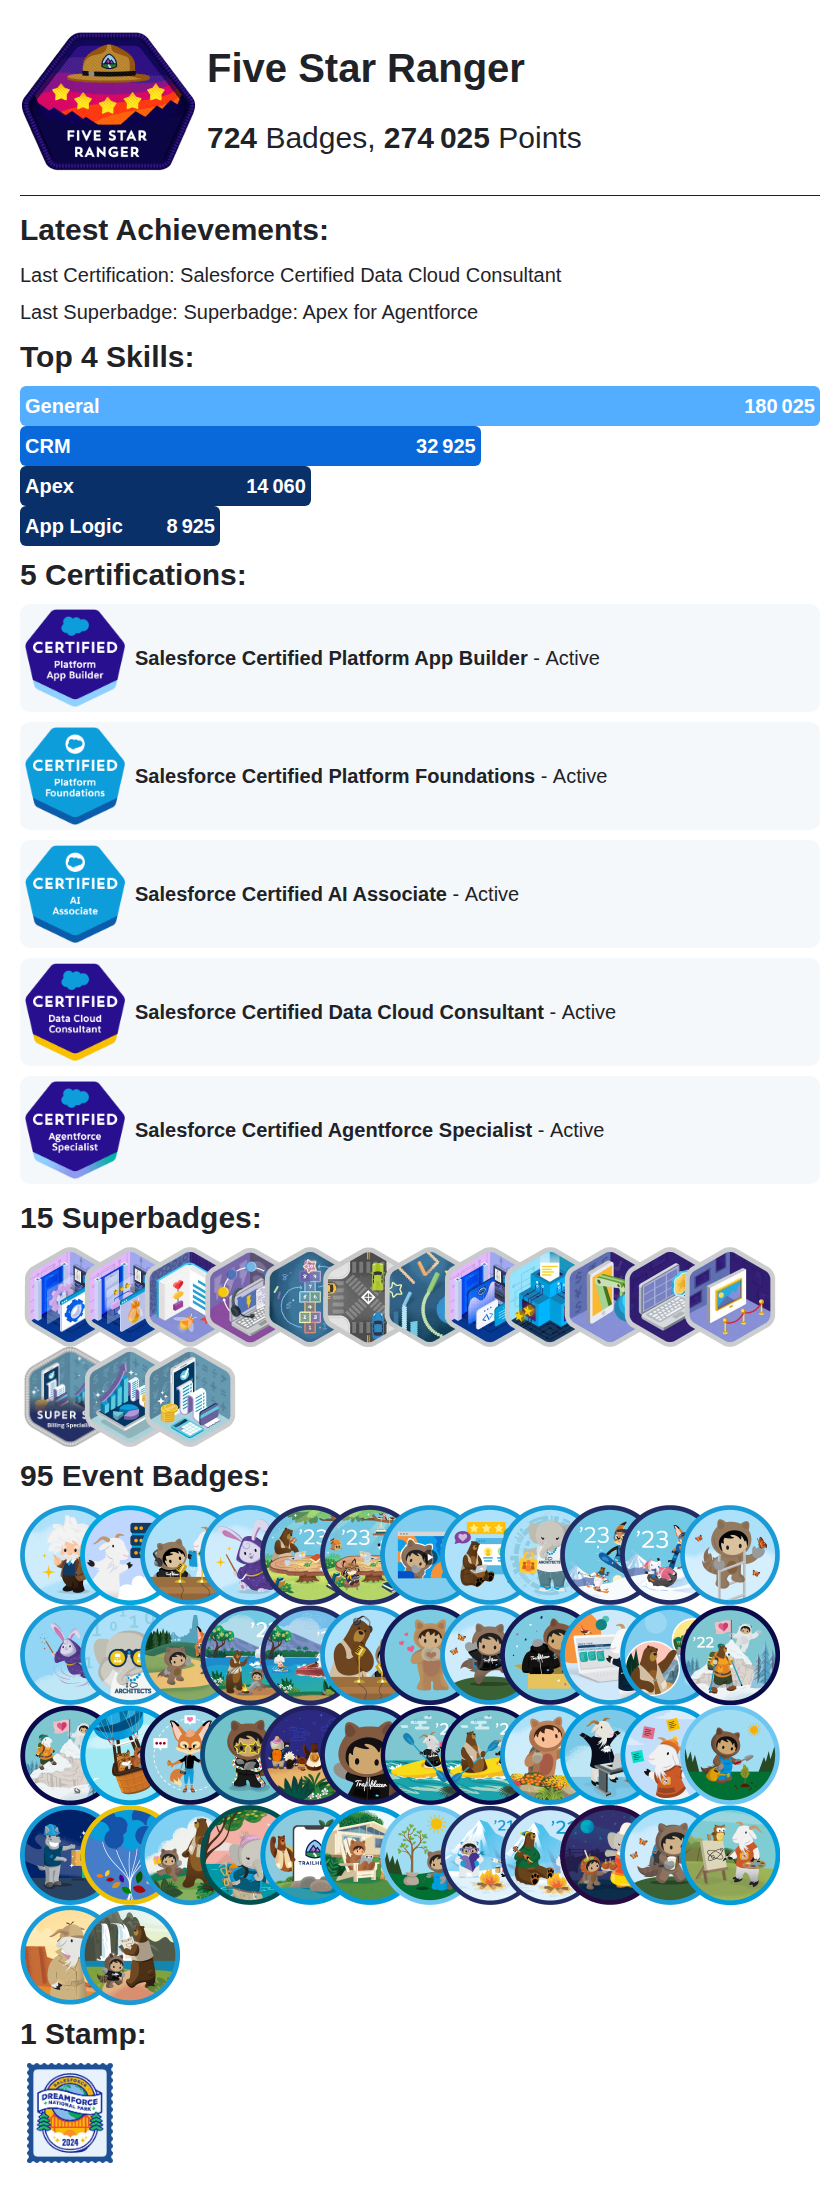 FIVE STAR
RANGER
Five Star Ranger
724 Badges, 274 025 Points
Latest Achievements:
Last Certification: Salesforce Certified Data Cloud Consultant
Last Superbadge: Superbadge: Apex for Agentforce
Top 4 Skills:
General 180 025
CRM 32 925
Apex 14 060
App Logic 8 925
5 Certifications:
CERTIFIED
Platform
App Builder
Salesforce Certified Platform App Builder - Active
CERTIFIED
Platform
Foundations
Salesforce Certified Platform Foundations - Active
CERTIFIED
AI
Associate
Salesforce Certified AI Associate - Active
CERTIFIED
Data Cloud
Consultant
Salesforce Certified Data Cloud Consultant - Active
CERTIFIED
Agentforce
Specialist
Salesforce Certified Agentforce Specialist - Active
15 Superbadges:
SUPER
95 Event Badges:
'23
'23
'23
'23
ARCHITECTS
'22
Trailblazer
'21
1 Stamp:
SALESFORCE
DREAMFORCE
NATIONAL PARK
2024